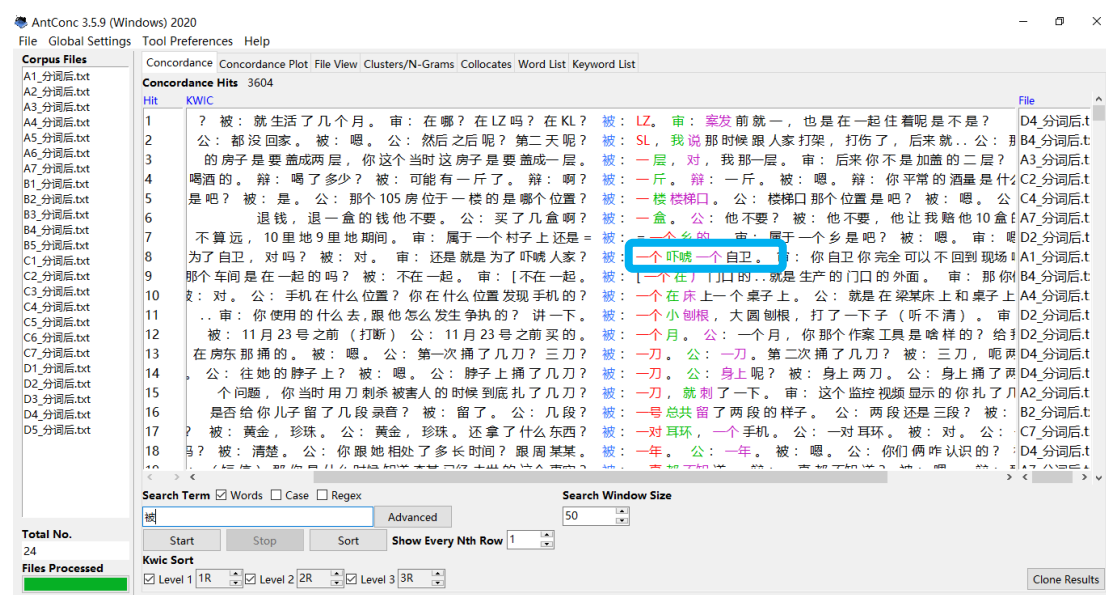 AntConc 3.5.9 (Windows) 2020
File Global Settings Tool Preferences Help
Corpus Files
A1_分词后.txt
A2_分词后.txt
A3_分词后.txt
A4_分词后.txt
A5_分词后.txt
A6_分词后.txt
A7_分词后.txt
B1_分词后.txt
B2_分词后.txt
B3_分词后.txt
B4_分词后.txt
B5_分词后.txt
C1_分词后.txt
C2_分词后.txt
C3_分词后.txt
C4_分词后.txt
C5_分词后.txt
C6_分词后.txt
C7_分词后.txt
D1_分词后.txt
D2_分词后.txt
D3_分词后.txt
D4_分词后.txt
D5_分词后.txt
Total No.
24
Files Processed
Concordance Concordance Plot File View Clusters/N-Grams Collocates Word List Keyword List
Concordance Hits 3604
Hit KWIC File
1 ? 被: 就生活了几个月。 审: 在哪? 在LZ吗? 在KL? 被: LZ。 审: 案发前就一, 也是在一起住着呢是不是? D4_分词后.t
2 公: 都没回家。 被: 嗯。 公: 然后之后呢? 第二天呢? 被: SL, 我说那时候跟人家打架, 打伤了, 后来就.. 公: B4_分词后.t
3 的房子是要盖成两层, 你这个当时这房子是要盖成一层。 被: 一层, 对, 我那一层。 审: 后来你不是加盖的二层? A3_分词后.t
4 喝酒的。 辩: 喝了多少? 被: 可能有一斤了。 辩: 啊? 被: 一斤。 辩: 一斤。 被: 嗯。 辩: 你平常的酒量是什 C2_分词后.t
5 是吧? 被: 是。 公: 那个105房位于一楼的是哪个位置? 被: 一楼楼梯口。 公: 楼梯口那个位置是吧? 被: 嗯。 公 C4_分词后.t
6 退钱, 退一盒的钱他不要。 公: 买了几盒啊? 被: 一盒。 公: 他不要? 被: 他不要, 他让我赔他10盒 A7_分词后.t
7 不算远, 10里地9里地期间。 审: 属于一个村子上还是= 被: =一个乡的 审: 属于一个乡是吧? 被: 嗯。 审: D2_分词后.t
8 为了自卫, 对吗? 被: 对。 审: 还是就是为了吓唬人家? 被: 一个吓唬一个自卫。 审: 你自卫你完全可以不回到现场 A1_分词后.t
9 那个车间是在一起的吗? 被: 不在一起。 审: [不在一起。 被: [一个在厂门口的..就是生产的门口的外面。 审: 那你 B4_分词后.t
10 被: 对。 公: 手机在什么位置? 你在什么位置发现手机的? 被: 一个在床上一个桌子上。 公: 就是在梁某床上和桌子上 A4_分词后.t
11 .. 审: 你使用的什么去,跟他怎么发生争执的? 讲一下。 被: 一个小刨根, 大圆刨根, 打了一下子 (听不清)。 审 D2_分词后.t
12 被: 11月23号之前 (打断) 公: 11月23号之前买的。 被: 一个月。 公: 一个月, 你那个作案工具是啥样的? 给 D2_分词后.t
13 在房东那捅的。 被: 嗯。 公: 第一次捅了几刀? 三刀? 被: 一刀。 公: 一刀。 第二次捅了几刀? 被: 三刀, 呃两 D4_分词后.t
14 。 公: 往她的脖子上? 被: 嗯。 公: 脖子上捅了几刀? 被: 一刀。 公: 身上呢? 被: 身上两刀。 公: 身上捅了两 D4_分词后.t
15 个问题, 你当时用刀刺杀被害人的时候到底扎了几刀? 被: 一刀, 就刺了一下。 审: 这个监控视频显示的你扎了几 A2_分词后.t
16 是否给你儿子留了几段录音? 被: 留了。 公: 几段? 被: 一号总共留了两段的样子。 公: 两段还是三段? 被: B2_分词后.t
17 ? 被: 黄金, 珍珠。 公: 黄金, 珍珠。 还拿了什么东西? 被: 一对耳环, 一个手机。 公: 一对耳环。 被: 对。 公: C7_分词后.t
18 吗? 被: 清楚。 公: 你跟她相处了多长时间? 跟周某某。 被: 一年。 公: 一年。 被: 嗯。 公: 你们俩咋认识的? D4_分词后.t
Search Term Words Case Regex Search Window Size
被 Advanced 50
Start Stop Sort Show Every Nth Row 1
Kwic Sort
Level 1 1R Level 2 2R Level 3 3R Clone Results